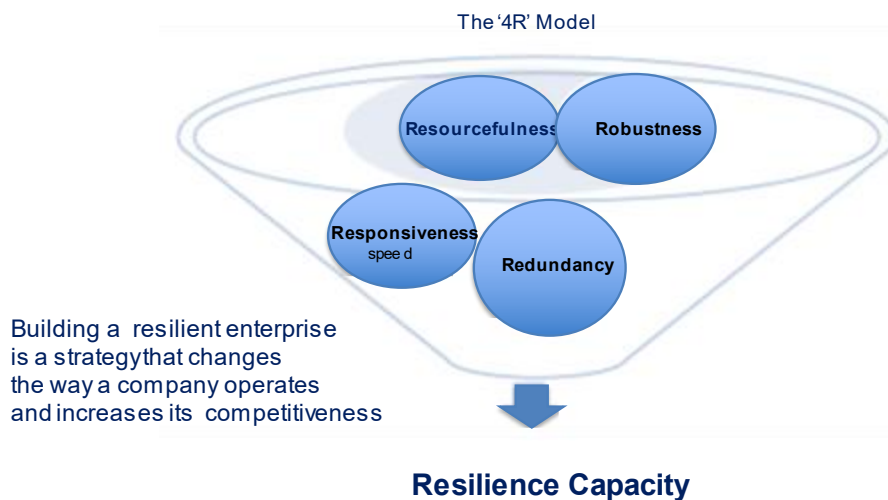 The ‘4R’ Model
Resourcefulness
Robustness
Responsiveness
spee d
Redundancy
Building a resilient enterprise
is a strategythat changes
the way a company operates
and increases its competitiveness
Resilience Capacity